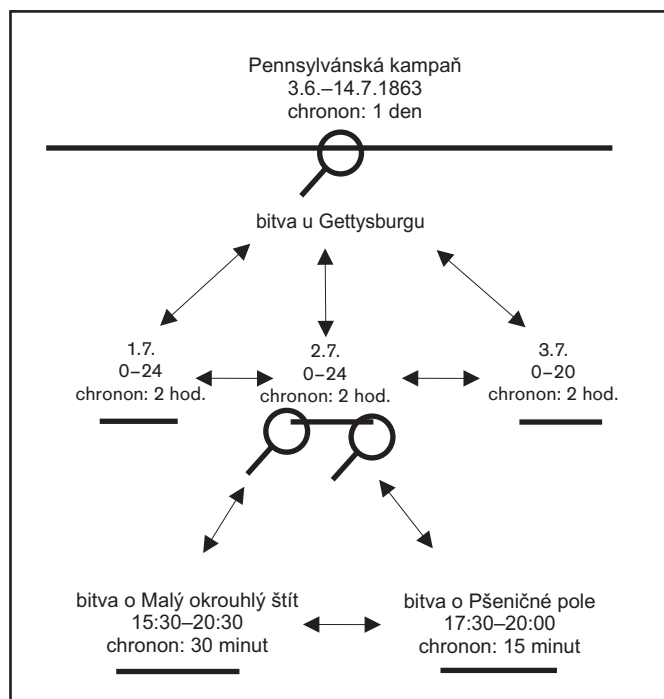 Pennsylvánská kampaň
3.6.–14.7.1863
chronon: 1 den
bitva u Gettysburgu
1.7.
0–24
chronon: 2 hod.
2.7.
0–24
chronon: 2 hod.
3.7.
0–20
chronon: 2 hod.
bitva o Malý okrouhlý štít
15:30–20:30
chronon: 30 minut
bitva o Pšeničné pole
17:30–20:00
chronon: 15 minut